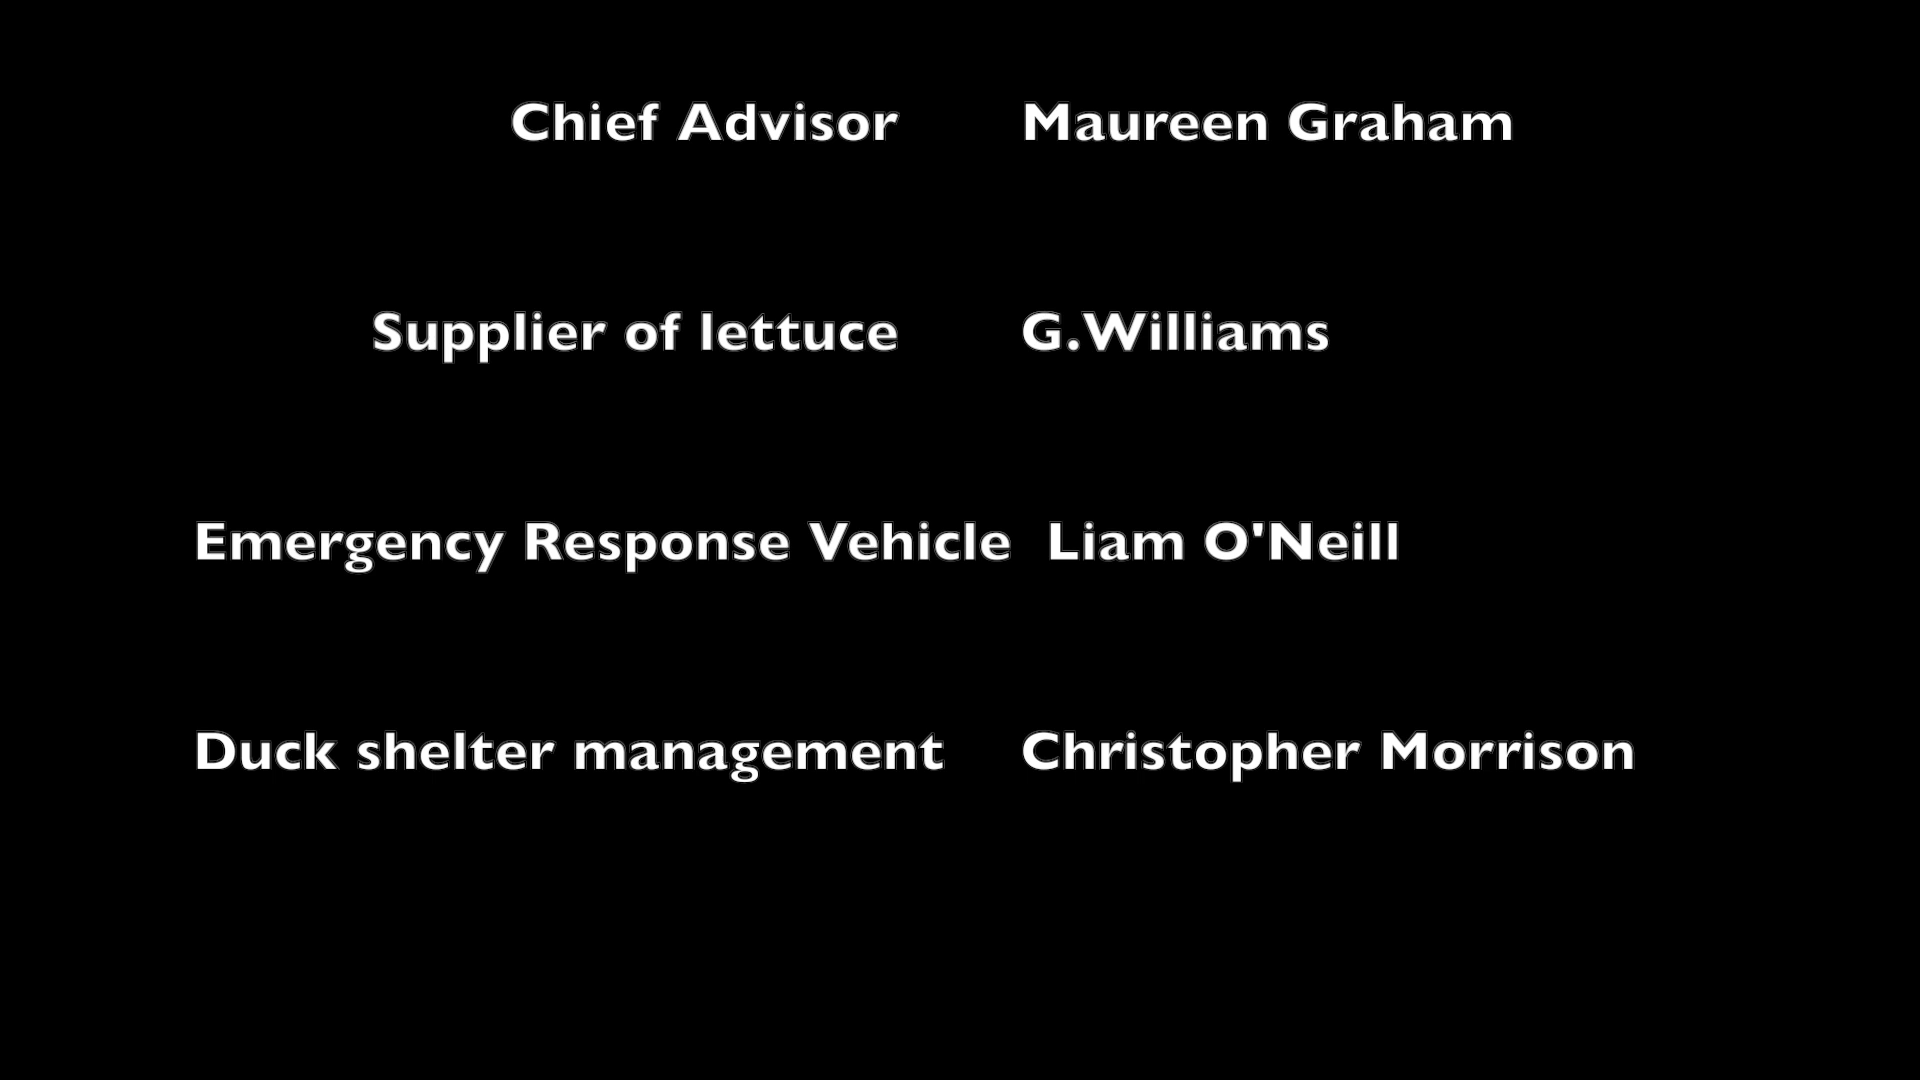 Chief Advisor Maureen Graham
Supplier of lettuce G.Williams
Emergency Response Vehicle Liam O'Neill
Duck shelter management Christopher Morrison